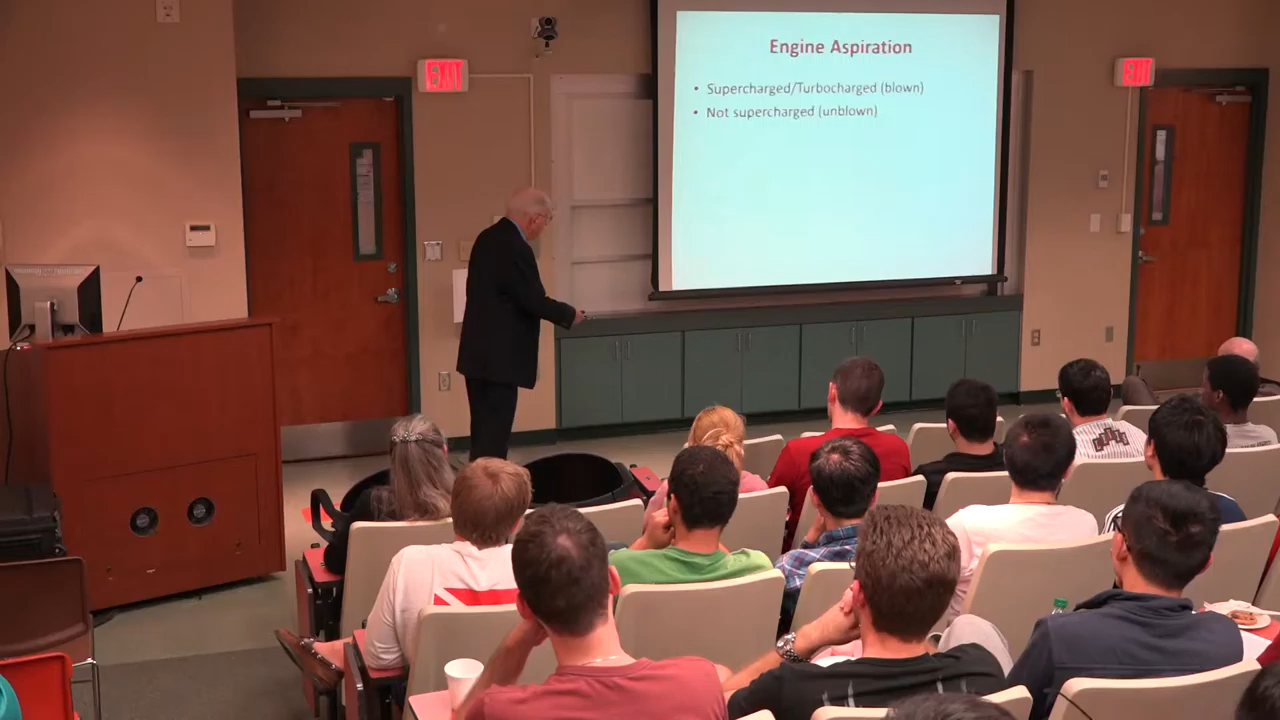 EXIT
Engine Aspiration
EXIT
• Supercharged/Turbocharged (blown)
• Not supercharged (unblown)